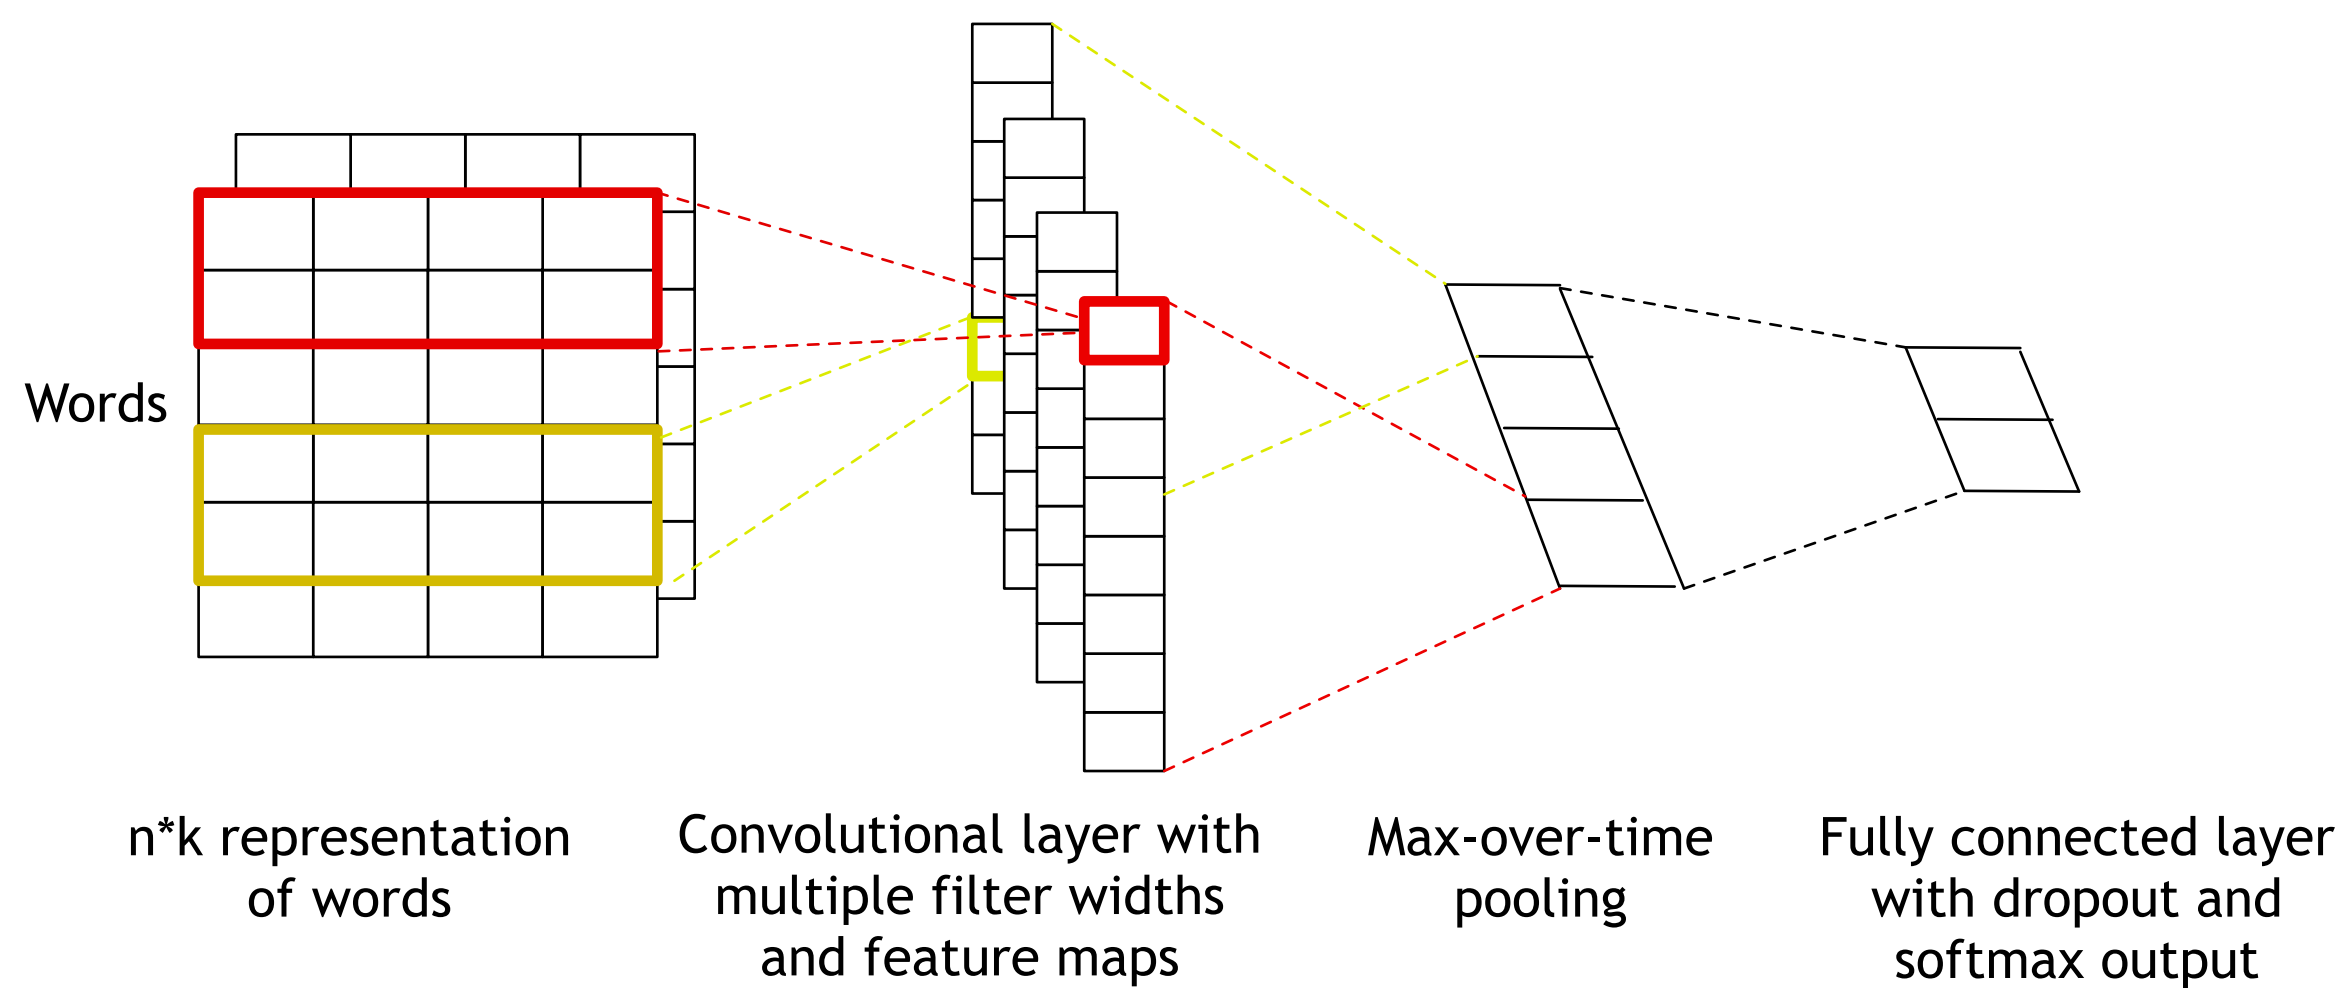 Words
n*k representation
of words
Convolutional layer with
multiple filter widths
and feature maps
Max-over-time
pooling
Fully connected layer
with dropout and
softmax output